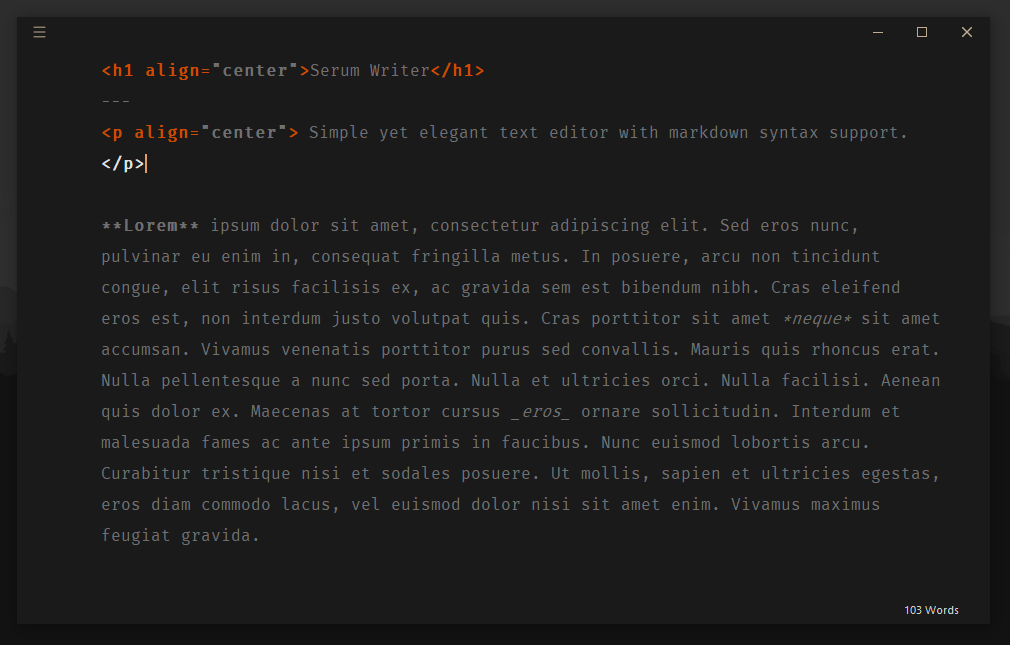 <h1 align="center">Serum Writer</h1>
---
<p align="center"> Simple yet elegant text editor with markdown syntax support.
</p>
**Lorem** ipsum dolor sit amet, consectetur adipiscing elit. Sed eros nunc,
pulvinar eu enim in, consequat fringilla metus. In posuere, arcu non tincidunt
congue, elit risus facilisis ex, ac gravida sem est bibendum nibh. Cras eleifend
eros est, non interdum justo volutpat quis. Cras porttitor sit amet *neque* sit amet
accumsan. Vivamus venenatis porttitor purus sed convallis. Mauris quis rhoncus erat.
Nulla pellentesque a nunc sed porta. Nulla et ultricies orci. Nulla facilisi. Aenean
quis dolor ex. Maecenas at tortor cursus _eros_ ornare sollicitudin. Interdum et
malesuada fames ac ante ipsum primis in faucibus. Nunc euismod lobortis arcu.
Curabitur tristique nisi et sodales posuere. Ut mollis, sapien et ultricies egestas,
eros diam commodo lacus, vel euismod dolor nisi sit amet enim. Vivamus maximus
feugiat gravida.
103 Words